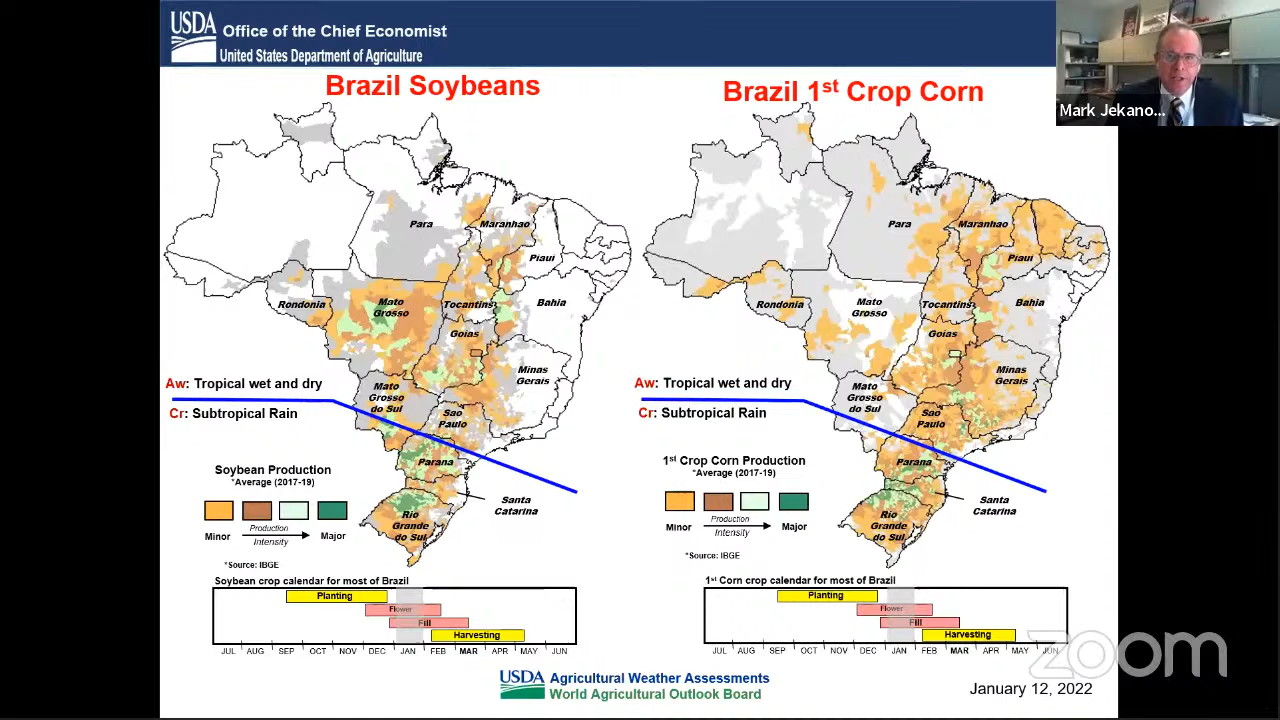 USDA
Office of the Chief Economist
United States Department of Agriculture
Mark Jekano...
Brazil Soybeans
Brazil 1st Crop Corn
Para
Maranhao
Piaui
Rondonia
Mato
Grosso
Tocantins
Bahia
Goias
Minas
Gerais
Mato
Grosso
do Sul
Sao
Paulo
Parana
Santa
Catarina
Rio
Grande
do Sul
Aw: Tropical wet and dry
Cr: Subtropical Rain
Soybean Production
*Average (2017-19)
Minor
Production
Intensity
Major
*Source: IBGE
Para
Maranhao
Piaui
Rondonia
Mato
Grosso
Tocantins
Bahia
Goias
Minas
Gerais
Mato
Grosso
do Sul
Sao
Paulo
Parana
Santa
Catarina
Rio
Grande
do Sul
Aw: Tropical wet and dry
Cr: Subtropical Rain
1st Crop Corn Production
*Average (2017-19)
Minor
Production
Intensity
Major
*Source: IBGE
Soybean crop calendar for most of Brazil
Planting
Flower
Fill
Harvesting
JUL AUG SEP OCT NOV DEC JAN FEB MAR APR MAY JUN
1st Corn crop calendar for most of Brazil
Planting
Flower
Fill
Harvesting
JUL AUG SEP OCT NOV DEC JAN FEB MAR APR MAY JUN
zoom
USDA
Agricultural Weather Assessments
World Agricultural Outlook Board
January 12, 2022